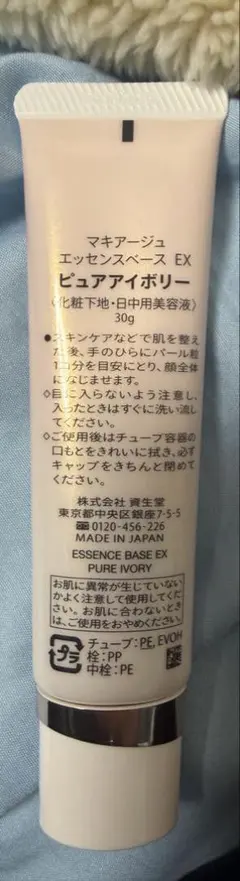 マキアージュ
エッセンスベース EX
ピュアアイボリー
〈化粧下地・日中用美容液〉
30g
●スキンケアなどで肌を整え
た後、手のひらにパール粒
1コ分を目安にとり、顔全体
になじませます。
◇目に入らないよう注意し、
入ったときはすぐに洗い流し
てください。
◇ご使用後はチューブ容器の
口もとをきれいに拭き、必ず
キャップをきちんと閉めて
ください。
株式会社 資生堂
東京都中央区銀座7-5-5
0120-456-226
MADE IN JAPAN
ESSENCE BASE EX
PURE IVORY
お肌に異常が生じていない
かよく注意して使用してくだ
さい。お肌に合わないとき
は、ご使用をおやめください。
プラ
チューブ：PE, EVOH
栓：PP
中栓：PE